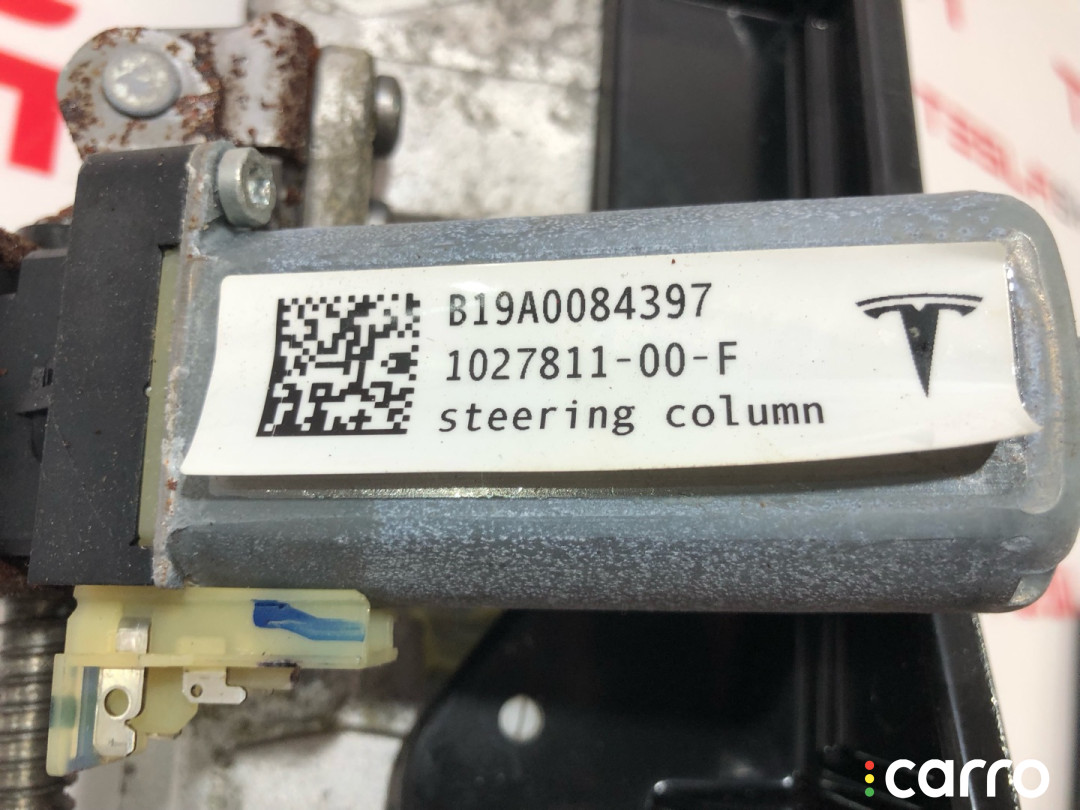 B19A0084397
1027811-00-F
steering column
carro